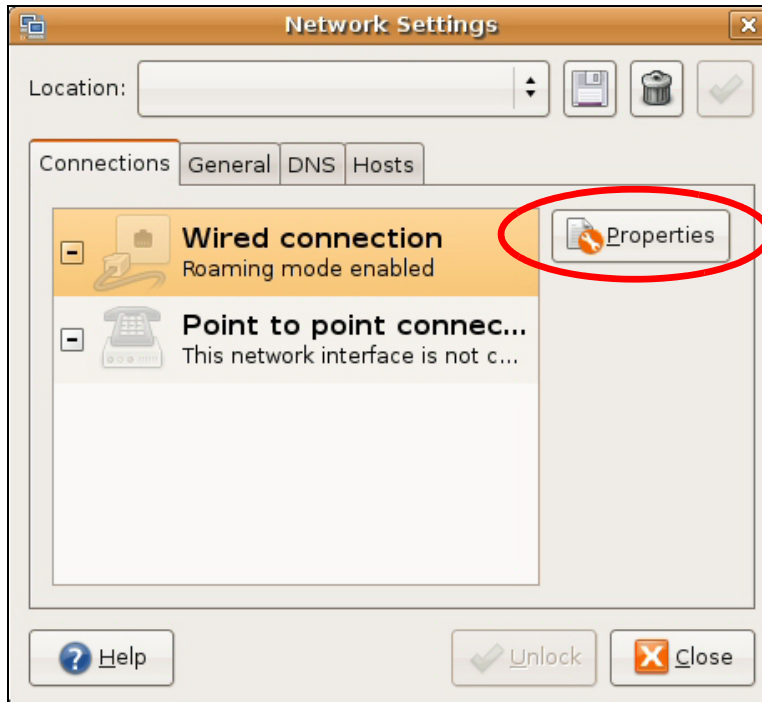 Network Settings
Location:
Connections General DNS Hosts
Wired connection
Roaming mode enabled
Properties
Point to point connec...
This network interface is not c...
Help Unlock Close